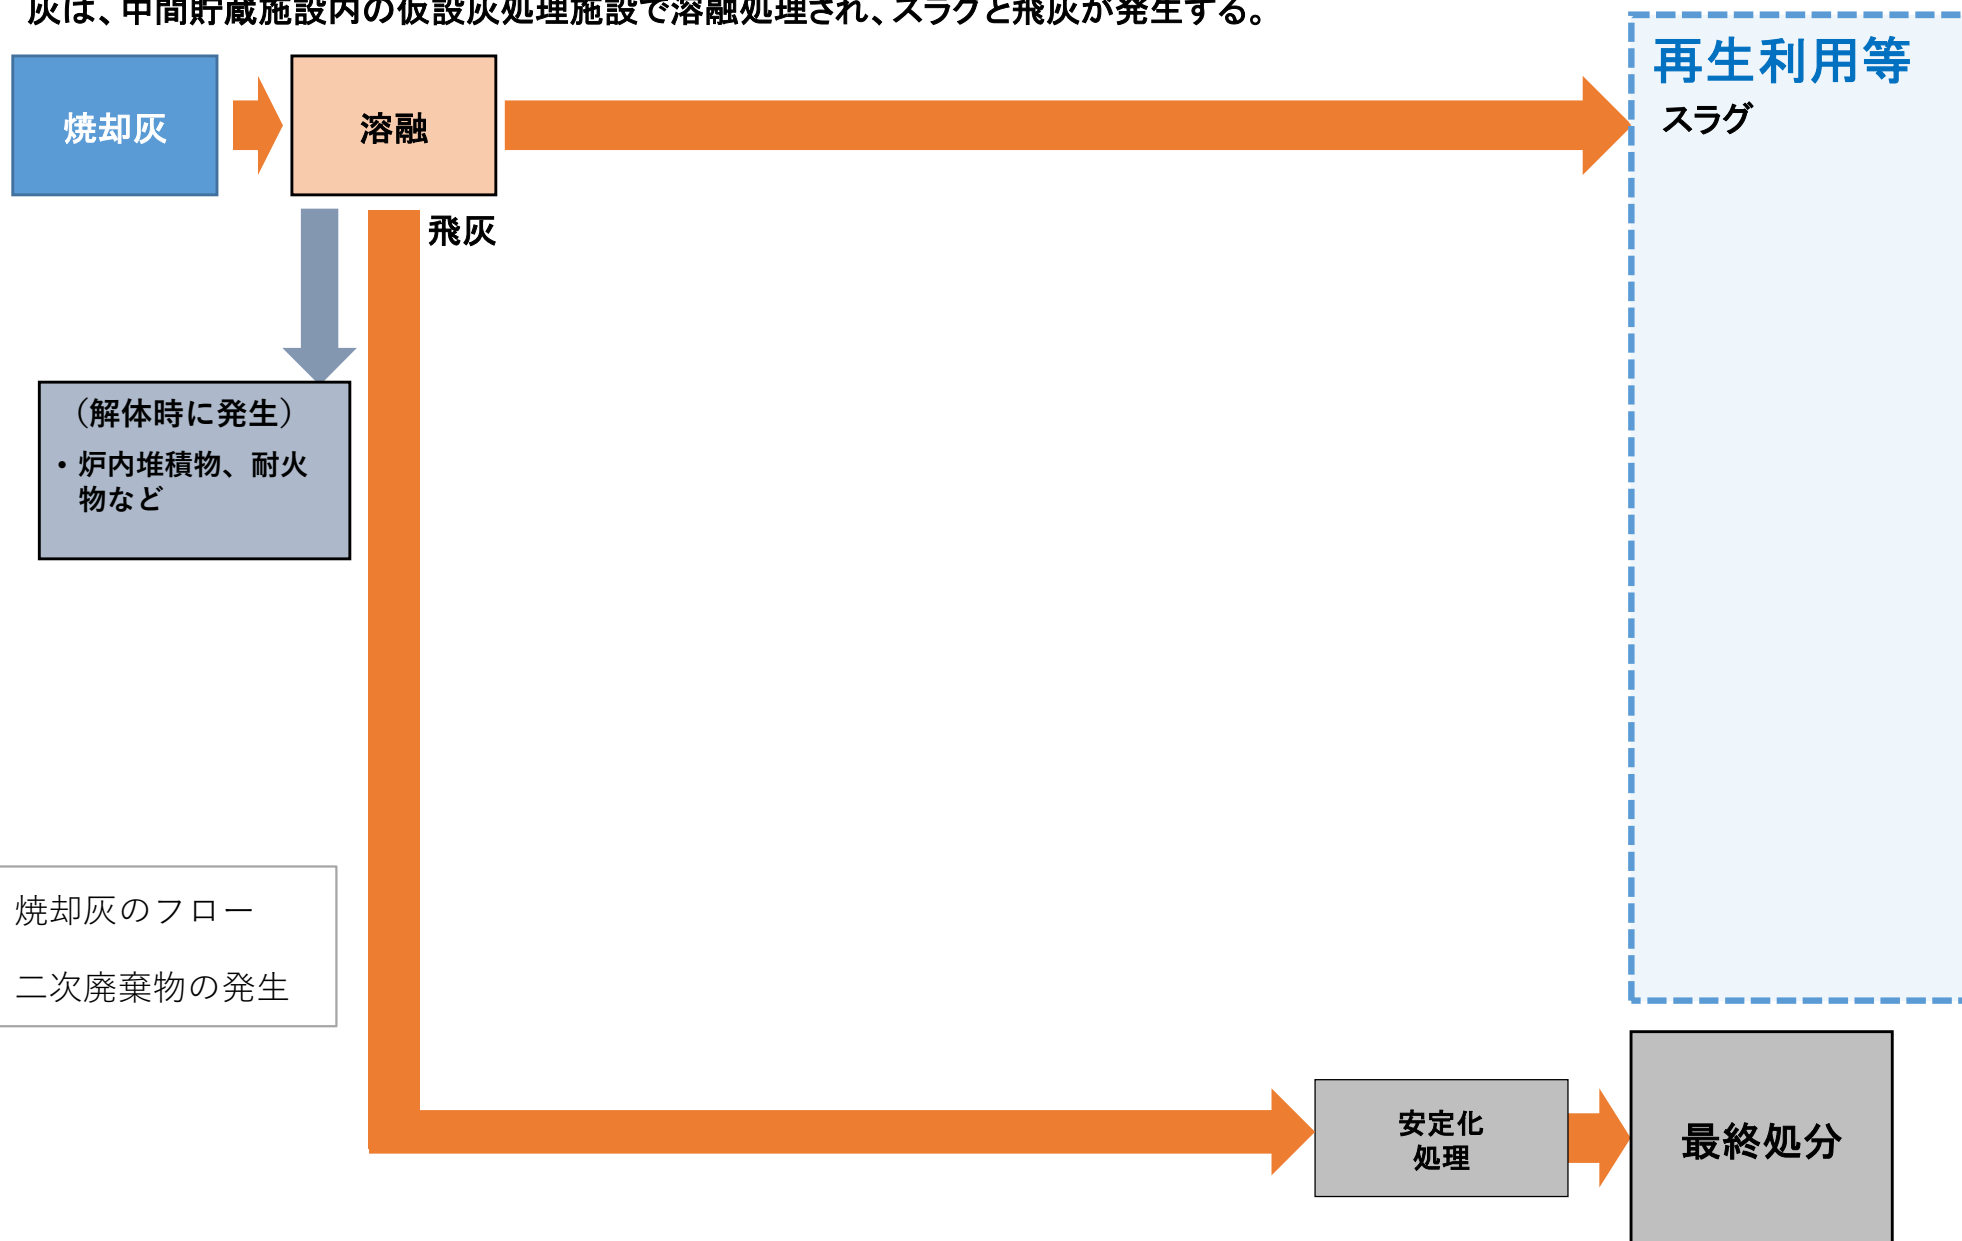 灰は、中間貯蔵施設内の仮設灰処理施設で溶融処理され、スラグと飛灰が発生する。
再生利用等
スラグ
焼却灰
溶融
飛灰
（解体時に発生）
・炉内堆積物、耐火
物など
焼却灰のフロー
二次廃棄物の発生
安定化
処理
最終処分